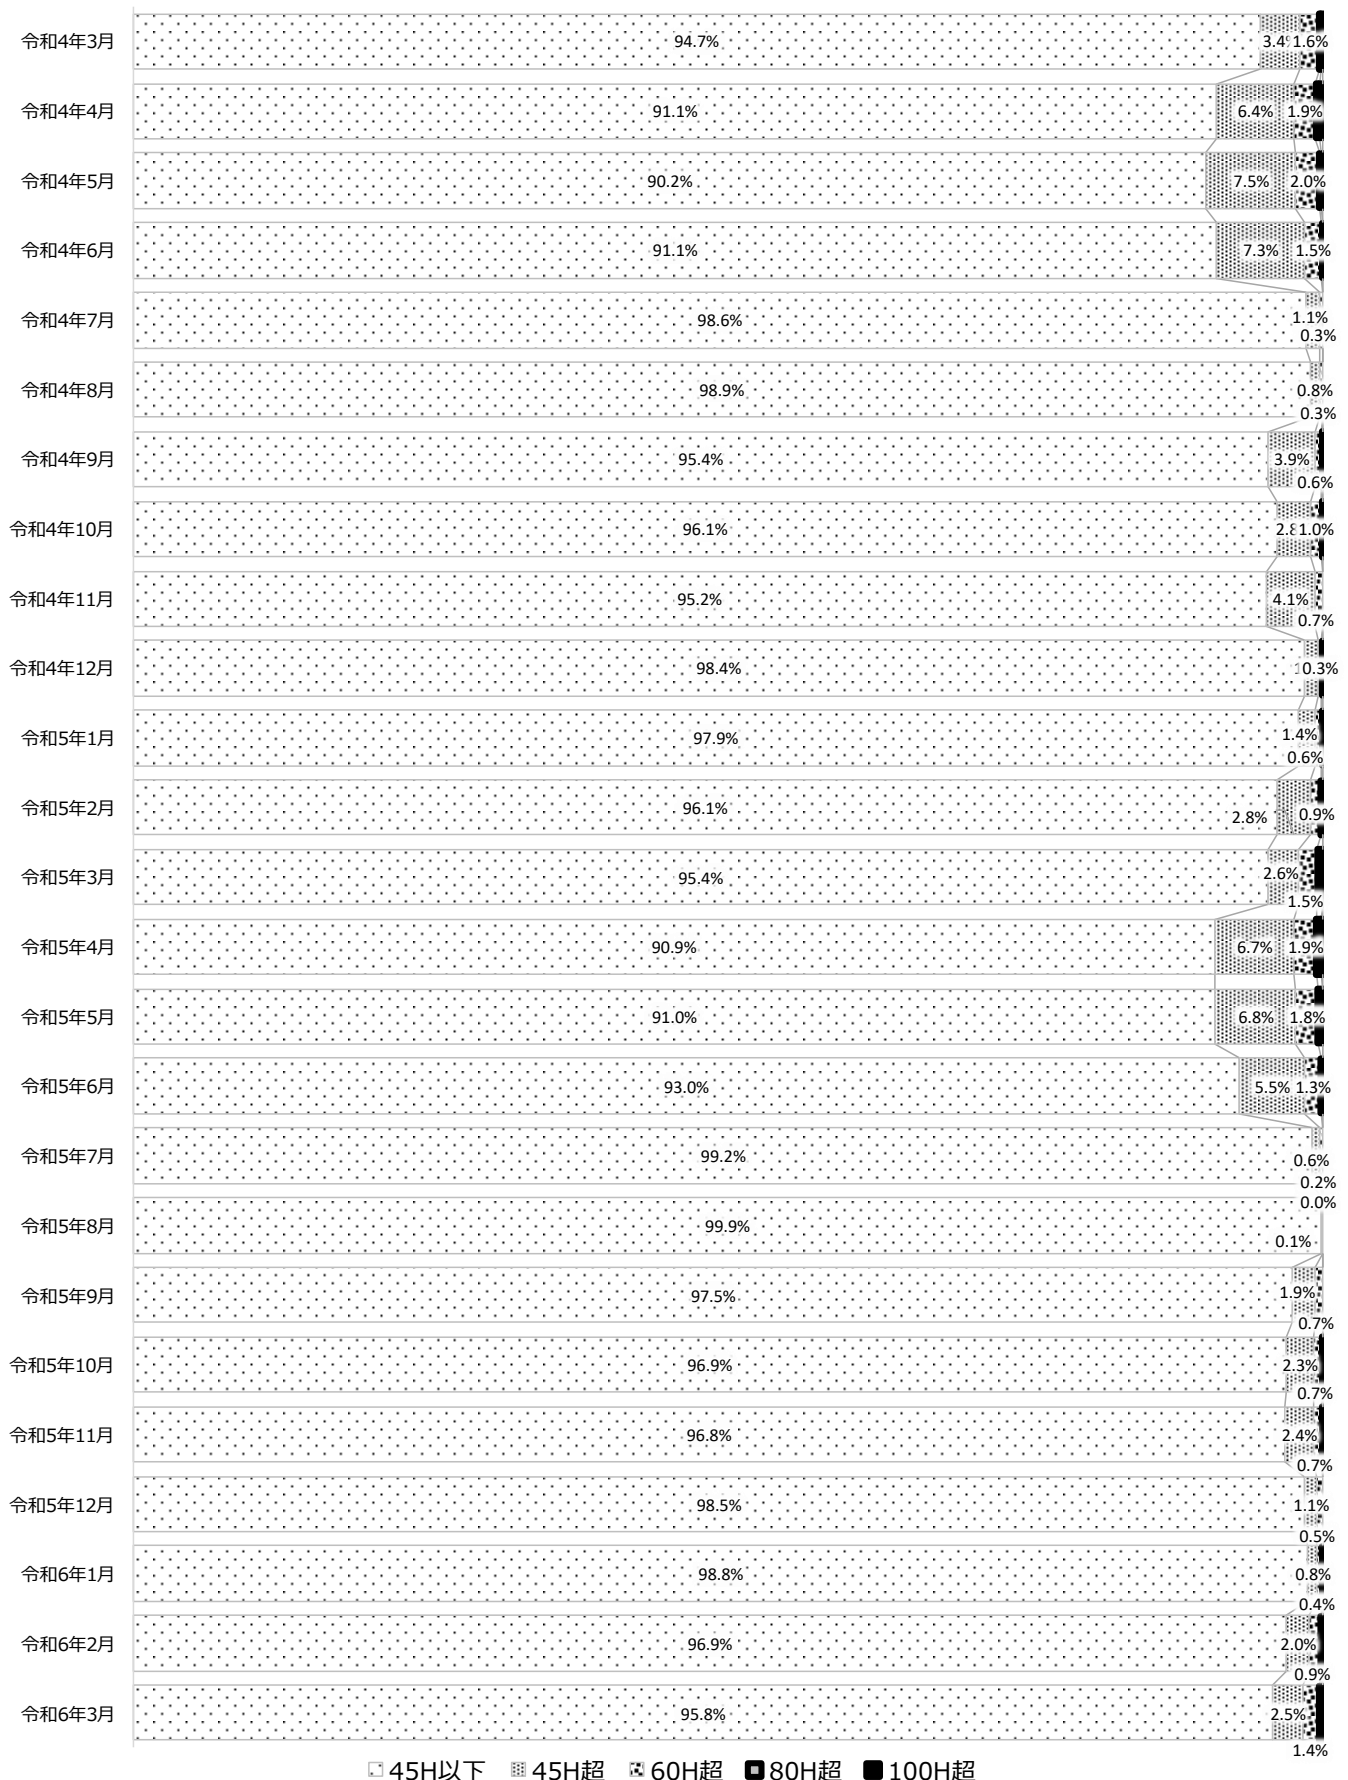 令和4年3月 94.7% 3.4% 1.6%
令和4年4月 91.1% 6.4% 1.9%
令和4年5月 90.2% 7.5% 2.0%
令和4年6月 91.1% 7.3% 1.5%
令和4年7月 98.6% 1.1%
0.3%
令和4年8月 98.9% 0.8%
0.3%
令和4年9月 95.4% 3.9%
0.6%
令和4年10月 96.1% 2.8 1.0%
令和4年11月 95.2% 4.1%
0.7%
令和4年12月 98.4% 0.3%
令和5年1月 97.9% 1.4%
0.6%
令和5年2月 96.1% 2.8% 0.9%
令和5年3月 95.4% 2.6%
1.5%
令和5年4月 90.9% 6.7% 1.9%
令和5年5月 91.0% 6.8% 1.8%
令和5年6月 93.0% 5.5% 1.3%
令和5年7月 99.2% 0.6%
0.2%
0.0%
令和5年8月 99.9% 0.1%
令和5年9月 97.5% 1.9%
0.7%
令和5年10月 96.9% 2.3%
0.7%
令和5年11月 96.8% 2.4%
0.7%
令和5年12月 98.5% 1.1%
0.5%
令和6年1月 98.8% 0.8%
0.4%
令和6年2月 96.9% 2.0%
0.9%
令和6年3月 95.8% 2.5%
1.4%
45H以下 45H超 60H超 80H超 100H超